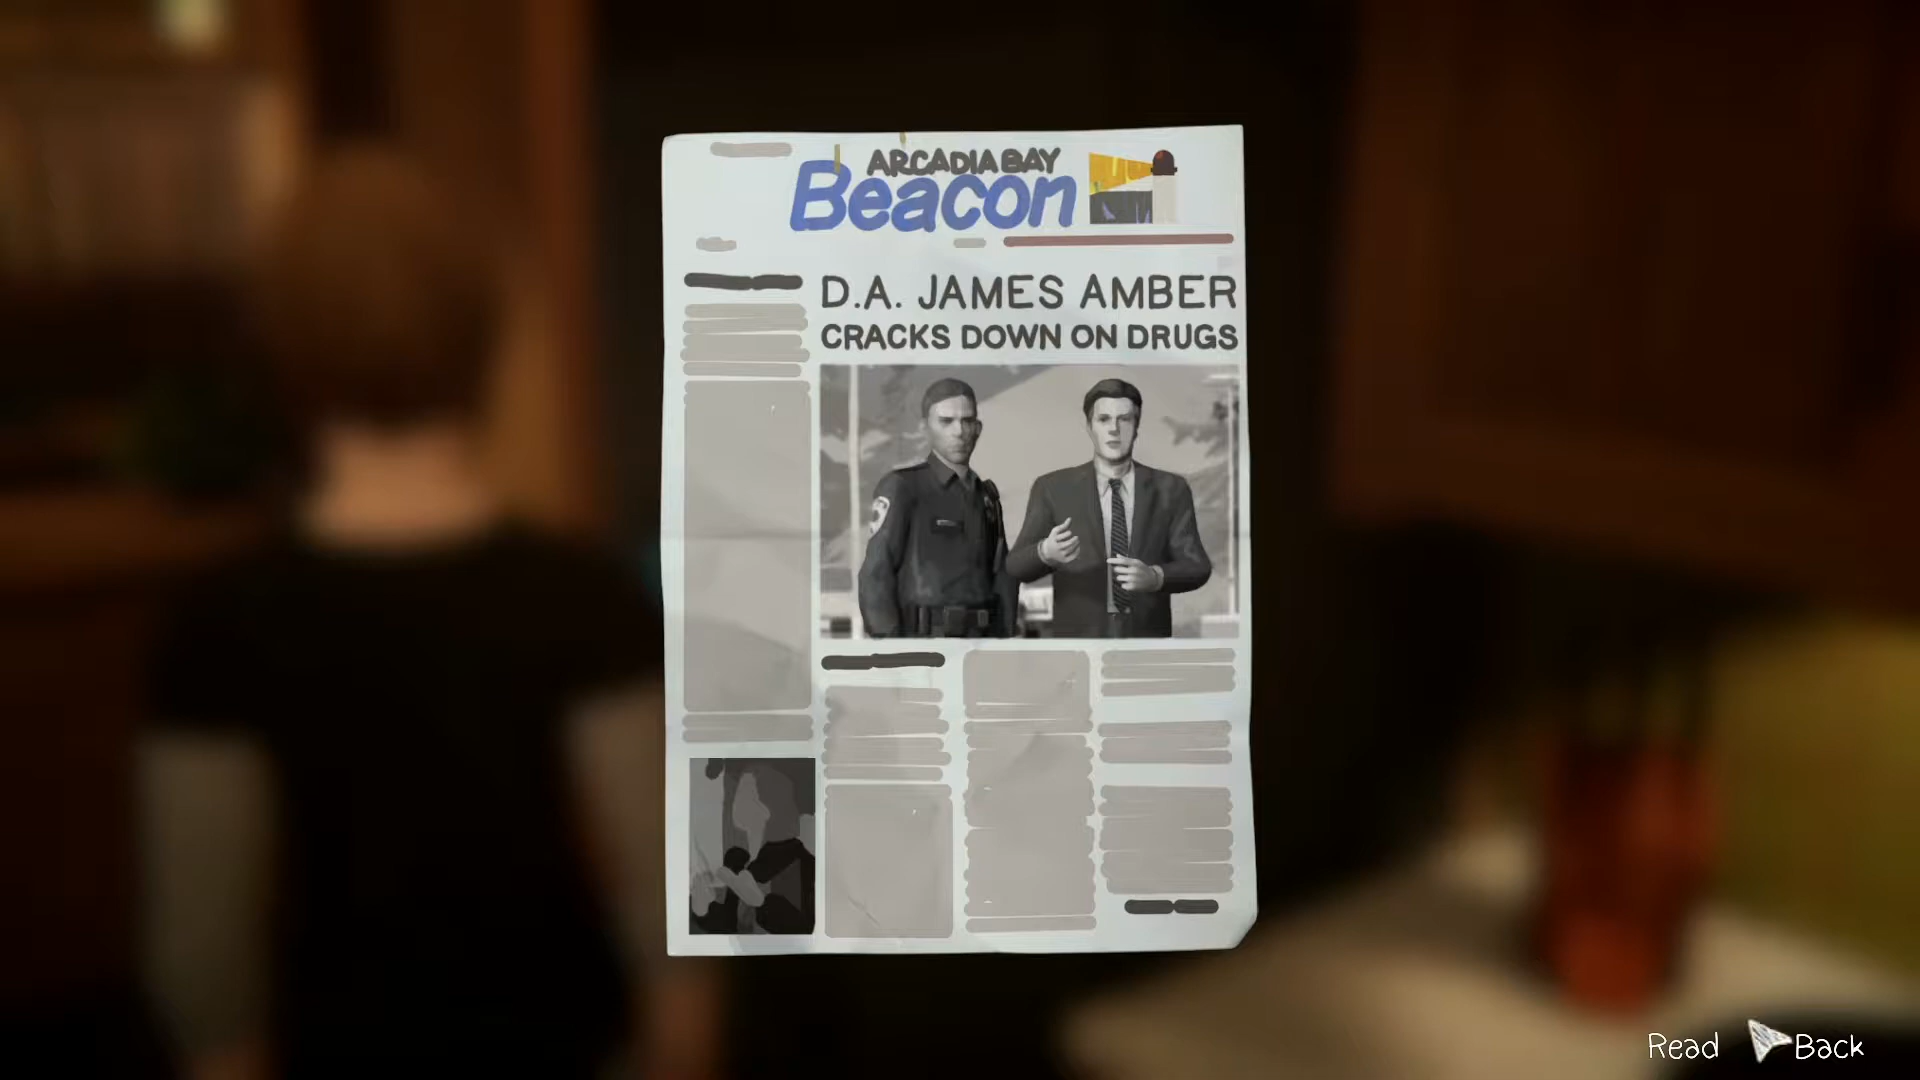 ARCADIA BAY
Beacon
D.A. JAMES AMBER
CRACKS DOWN ON DRUGS
Read Back